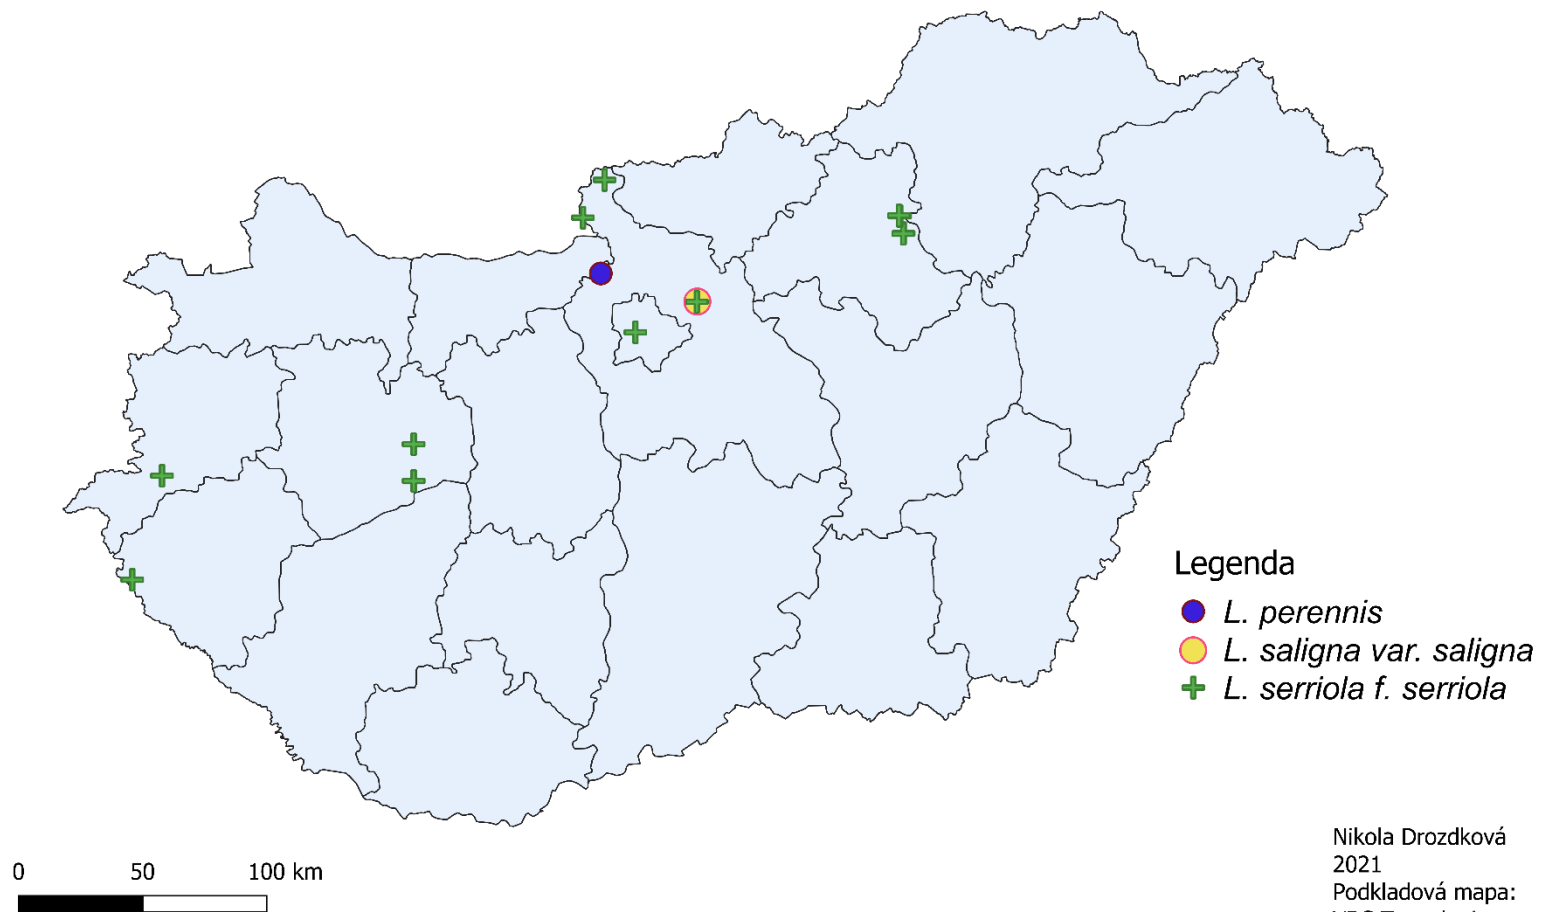 Legenda
L. perennis
L. saligna var. saligna
L. serriola f. serriola
0 50 100 km
Nikola Drozdková
2021
Podkladová mapa: